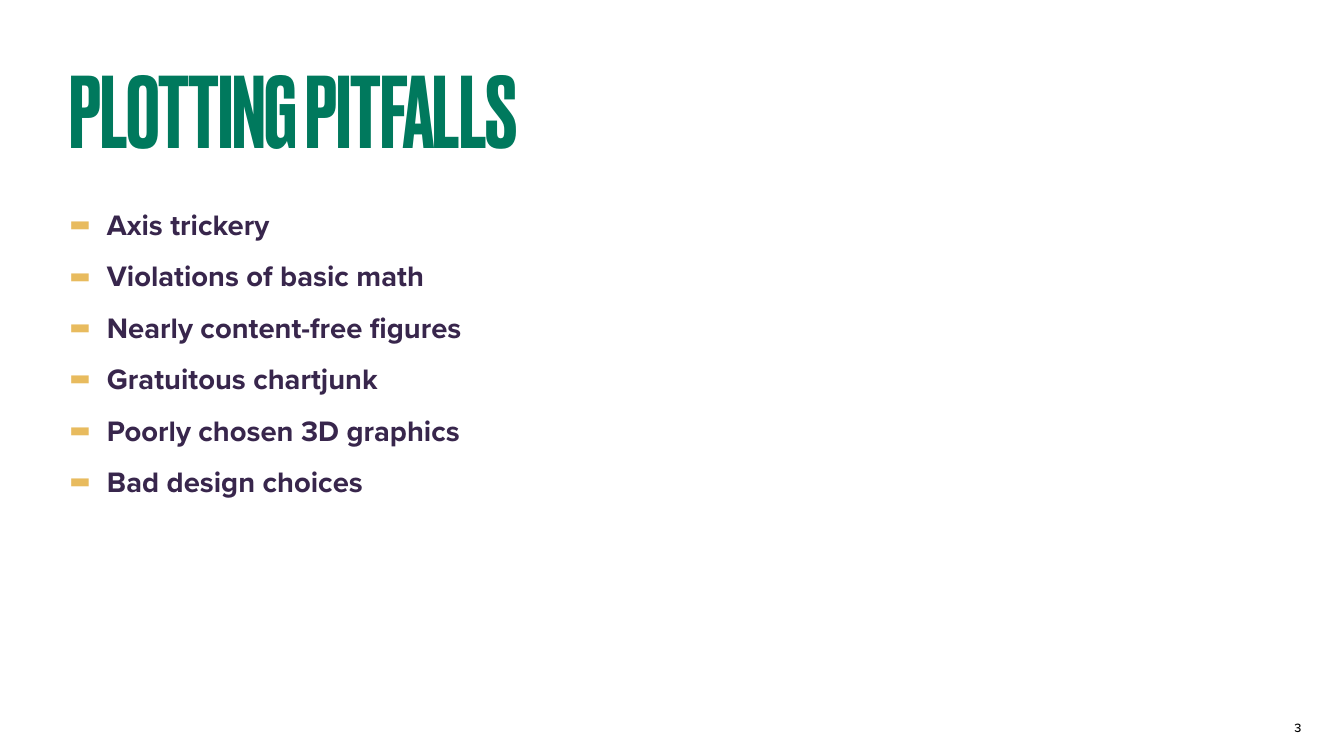 PLOTTING PITFALLS
Axis trickery
Violations of basic math
Nearly content-free figures
Gratuitous chartjunk
Poorly chosen 3D graphics
Bad design choices
3